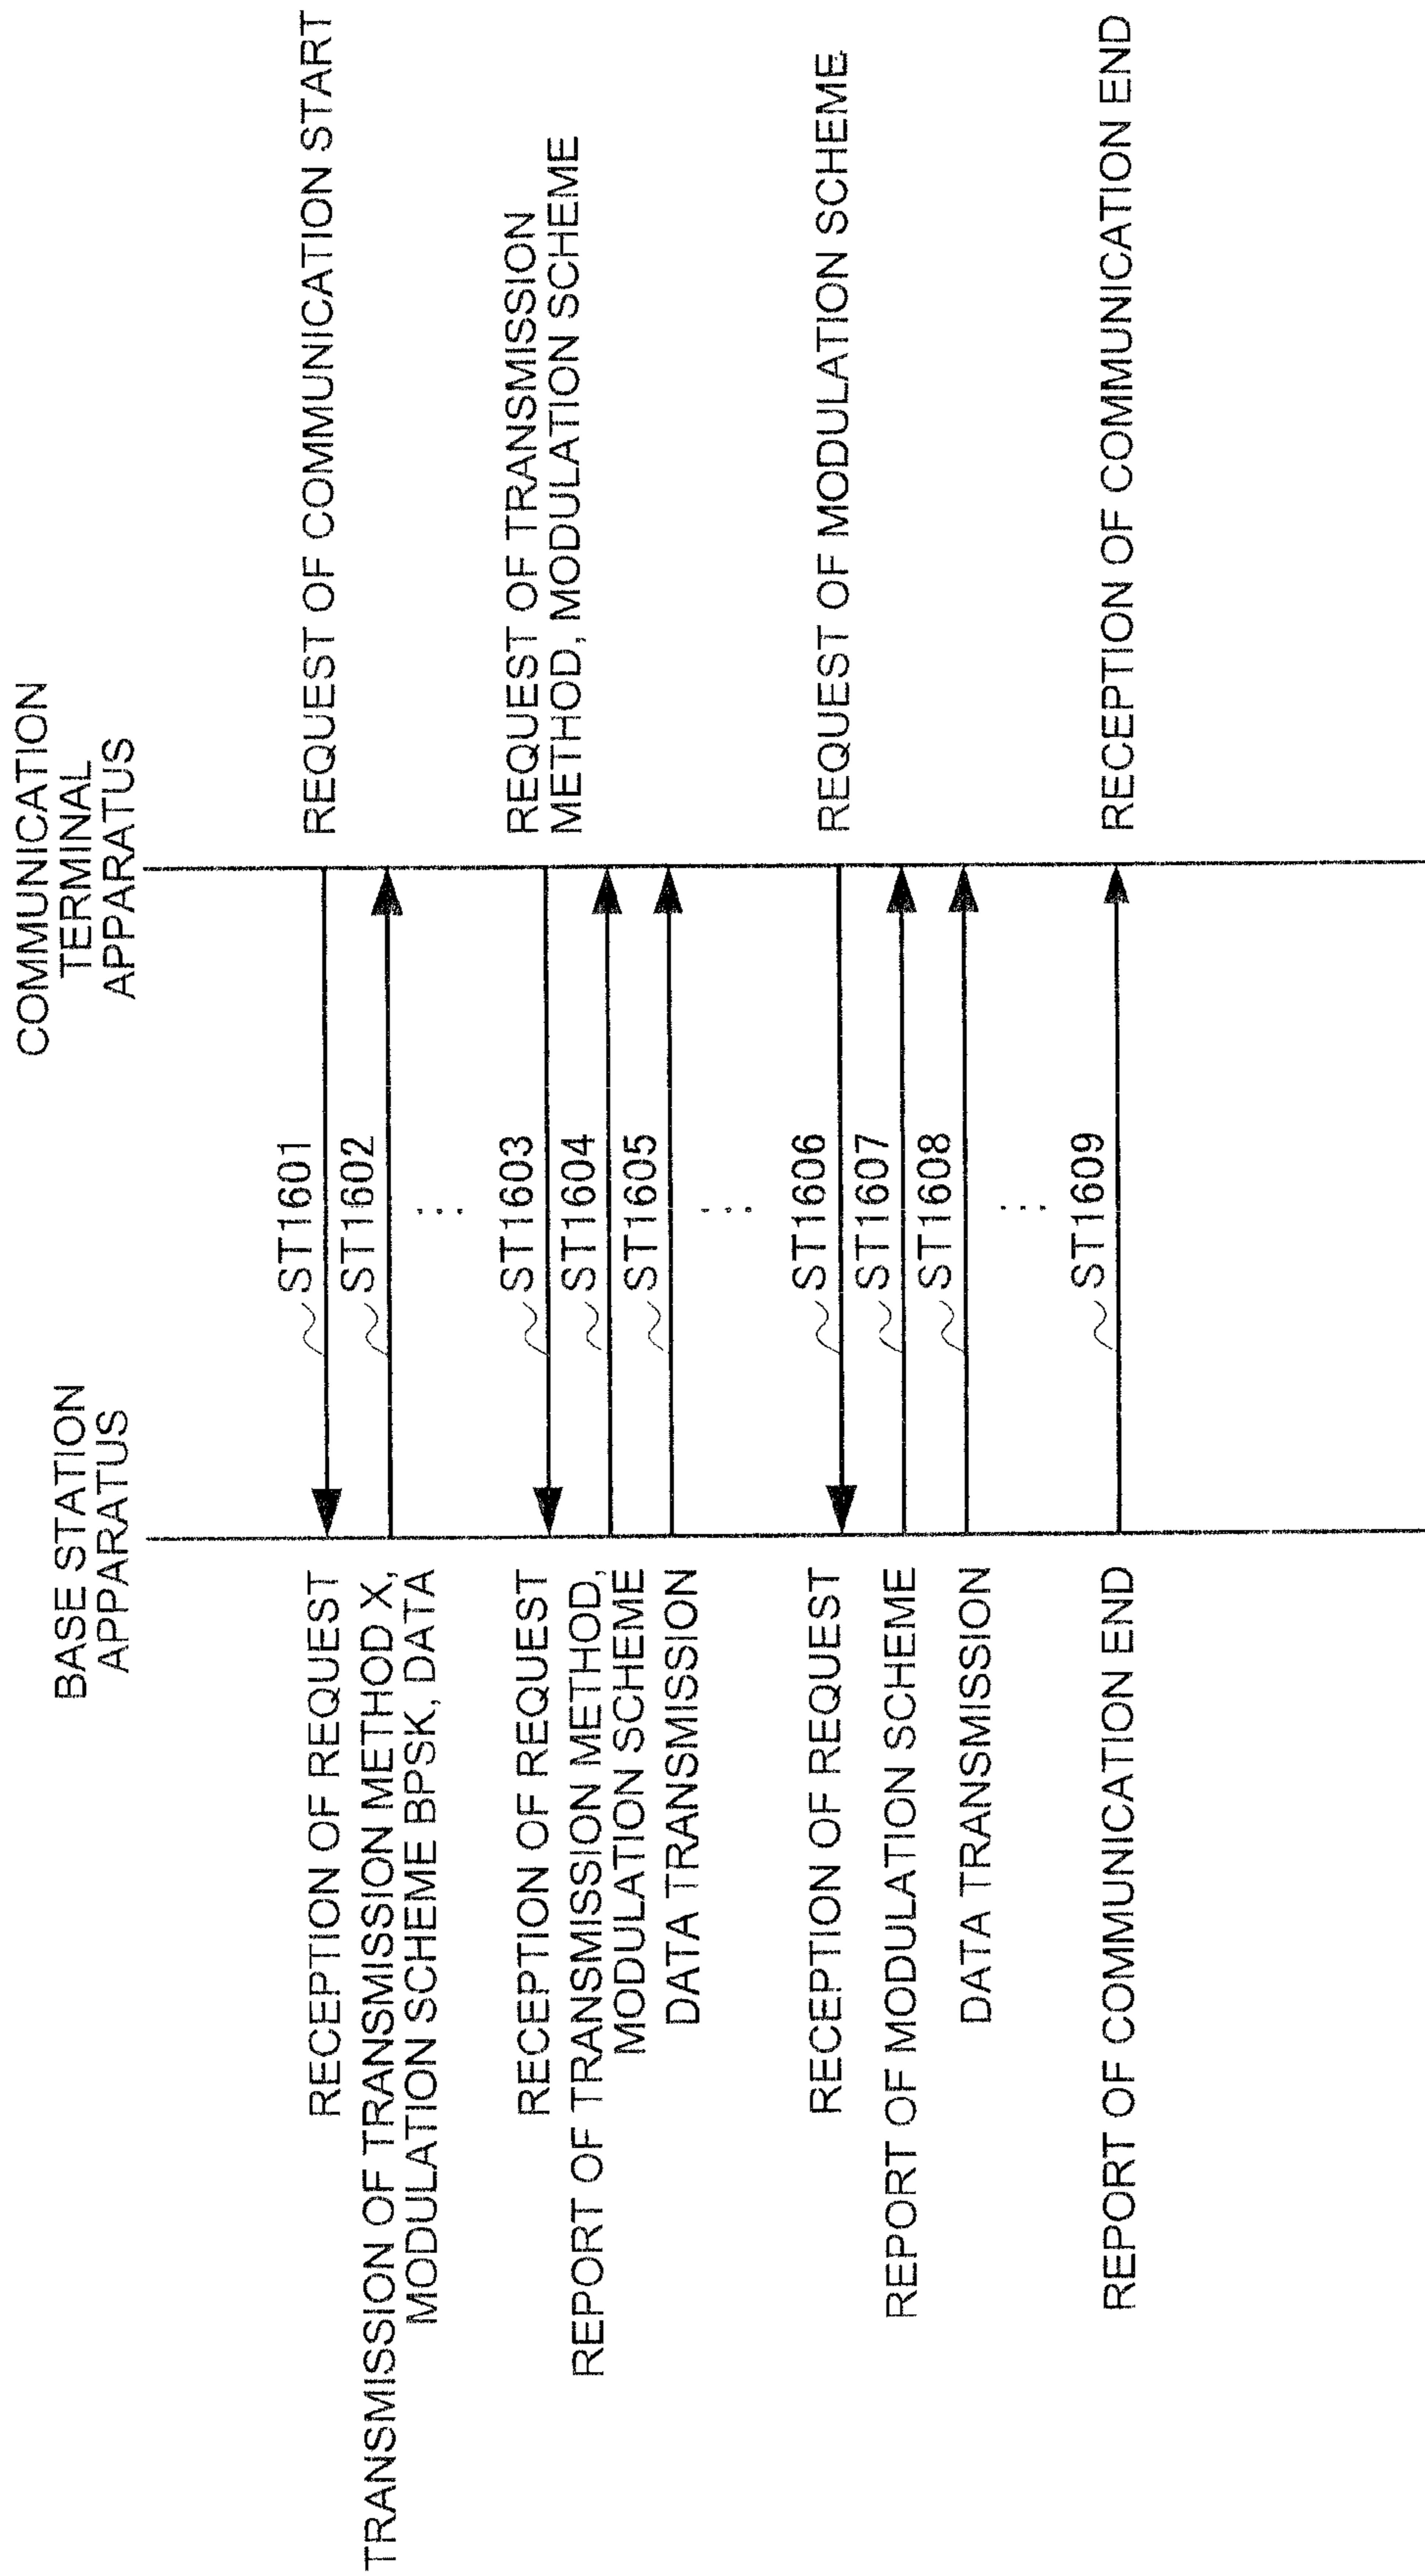 BASE STATION
APPARATUS
COMMUNICATION
TERMINAL
APPARATUS
RECEPTION OF REQUEST
ST1601
REQUEST OF COMMUNICATION START
TRANSMISSION OF TRANSMISSION METHOD X,
MODULATION SCHEME BPSK, DATA
ST1602
...
RECEPTION OF REQUEST
ST1603
REQUEST OF TRANSMISSION
METHOD, MODULATION SCHEME
REPORT OF TRANSMISSION METHOD,
MODULATION SCHEME
ST1604
DATA TRANSMISSION
ST1605
...
RECEPTION OF REQUEST
ST1606
REQUEST OF MODULATION SCHEME
REPORT OF MODULATION SCHEME
ST1607
DATA TRANSMISSION
ST1608
...
REPORT OF COMMUNICATION END
ST1609
RECEPTION OF COMMUNICATION END